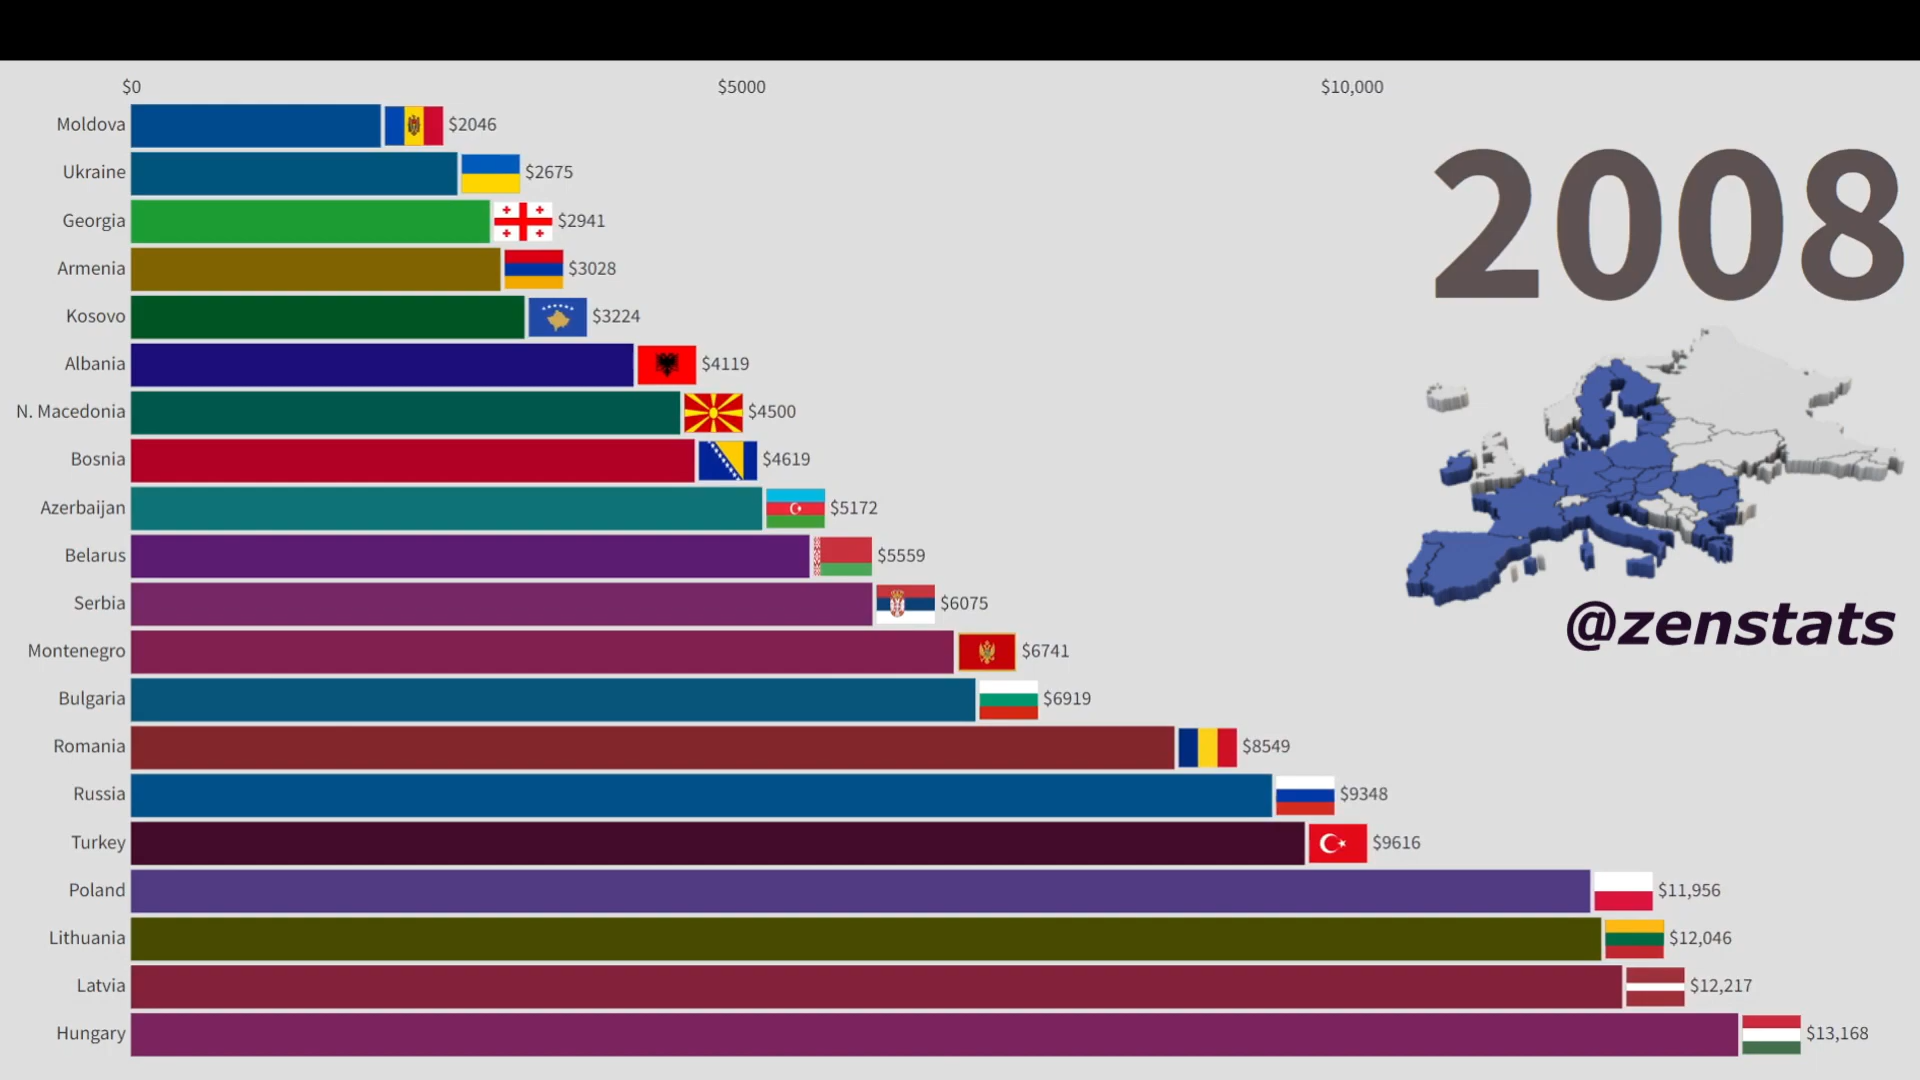 $0 $5000 $10,000
Moldova $2046
Ukraine $2675
Georgia $2941
Armenia $3028
Kosovo $3224
Albania $4119
N. Macedonia $4500
Bosnia $4619
Azerbaijan $5172
Belarus $5559
Serbia $6075
Montenegro $6741
Bulgaria $6919
Romania $8549
Russia $9348
Turkey $9616
Poland $11,956
Lithuania $12,046
Latvia $12,217
Hungary $13,168
2008
@zenstats